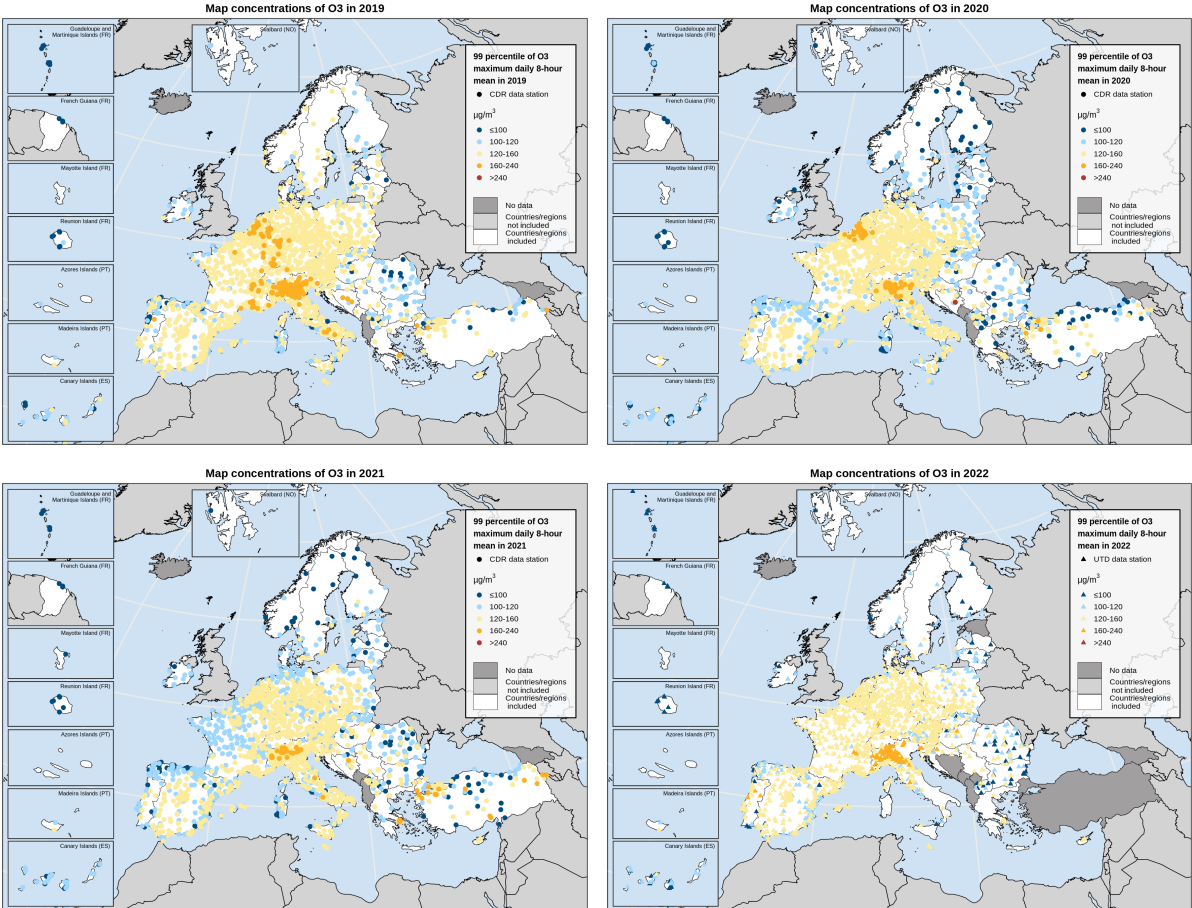 Map concentrations of O3 in 2019
Guadeloupe and
Martinique Islands (FR)
Svalbard (NO)
French Guiana (FR)
Mayotte Island (FR)
Reunion Island (FR)
Azores Islands (PT)
Madeira Islands (PT)
Canary Islands (ES)
99 percentile of O3
maximum daily 8-hour
mean in 2019
CDR data station
µg/m³
≤100
100-120
120-160
160-240
>240
No data
Countries/regions
not included
Countries/regions
included
Map concentrations of O3 in 2020
Guadeloupe and
Martinique Islands (FR)
Svalbard (NO)
French Guiana (FR)
Mayotte Island (FR)
Reunion Island (FR)
Azores Islands (PT)
Madeira Islands (PT)
Canary Islands (ES)
99 percentile of O3
maximum daily 8-hour
mean in 2020
CDR data station
µg/m³
≤100
100-120
120-160
160-240
>240
No data
Countries/regions
not included
Countries/regions
included
Map concentrations of O3 in 2021
Guadeloupe and
Martinique Islands (FR)
Svalbard (NO)
French Guiana (FR)
Mayotte Island (FR)
Reunion Island (FR)
Azores Islands (PT)
Madeira Islands (PT)
Canary Islands (ES)
99 percentile of O3
maximum daily 8-hour
mean in 2021
CDR data station
µg/m³
≤100
100-120
120-160
160-240
>240
No data
Countries/regions
not included
Countries/regions
included
Map concentrations of O3 in 2022
Guadeloupe and
Martinique Islands (FR)
Svalbard (NO)
French Guiana (FR)
Mayotte Island (FR)
Reunion Island (FR)
Azores Islands (PT)
Madeira Islands (PT)
Canary Islands (ES)
99 percentile of O3
maximum daily 8-hour
mean in 2022
UTD data station
µg/m³
≤100
100-120
120-160
160-240
>240
No data
Countries/regions
not included
Countries/regions
included